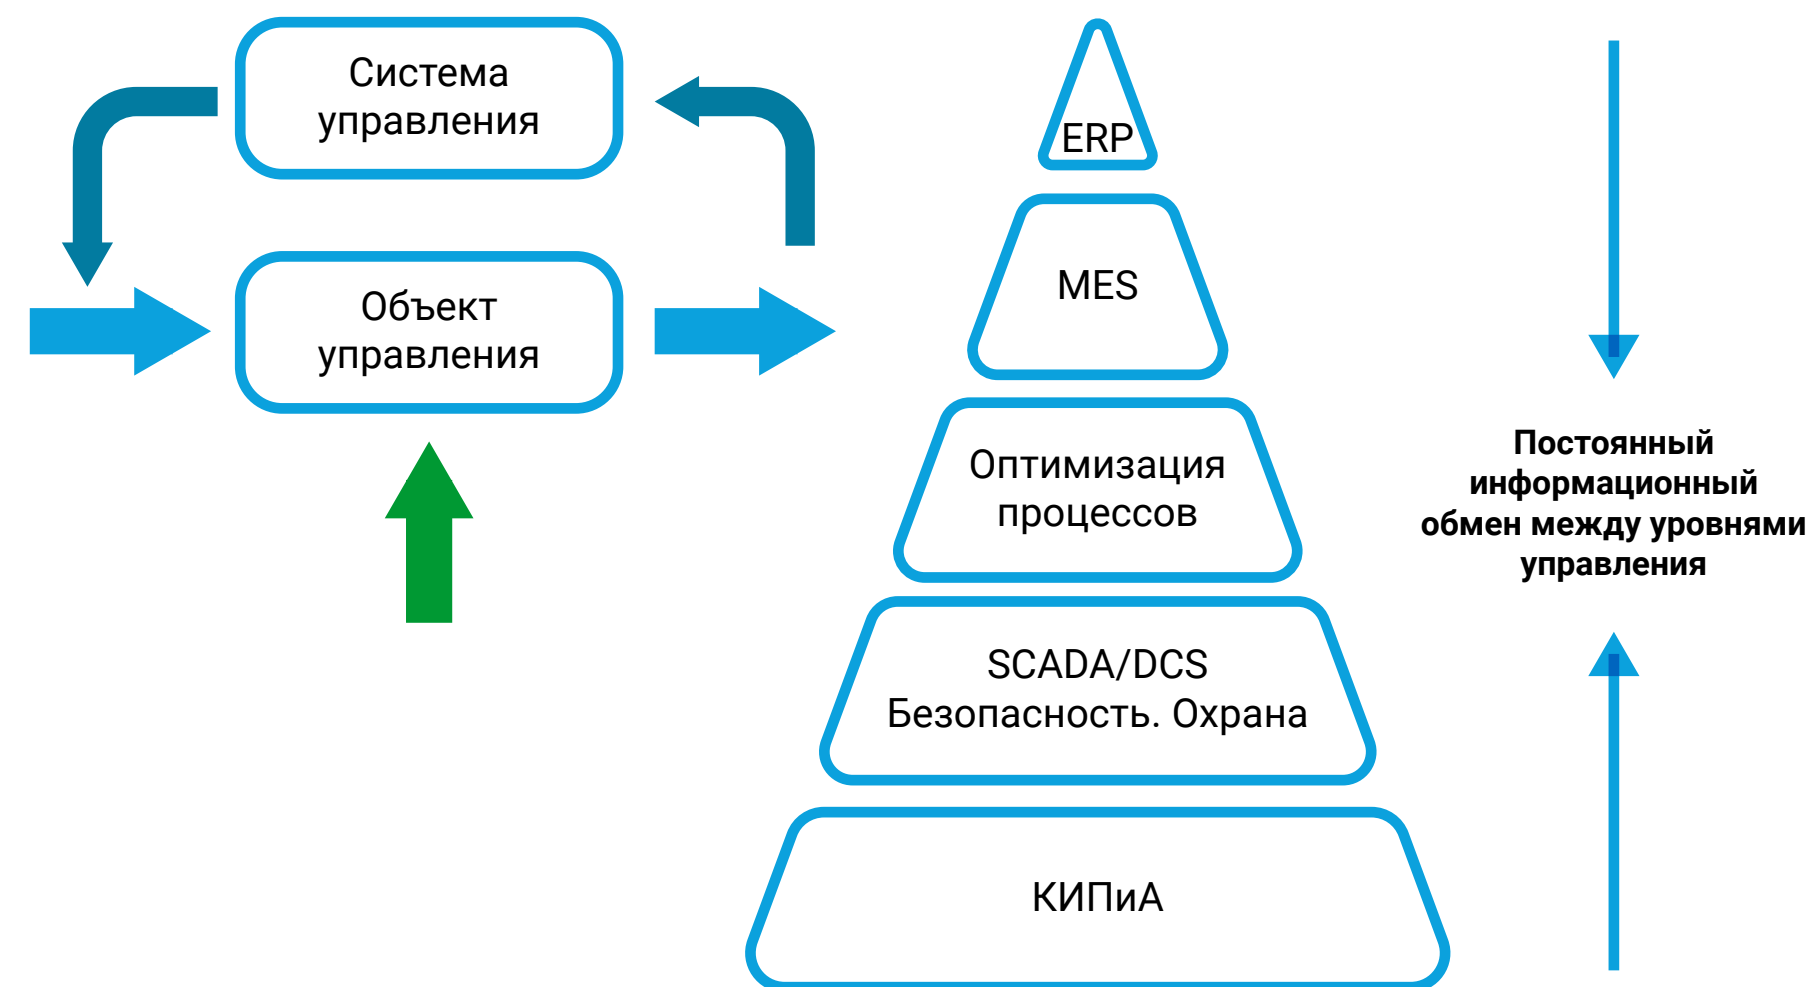 Система
управления
Объект
управления
ERP
MES
Оптимизация
процессов
SCADA/DCS
Безопасность. Охрана
КИПиА
Постоянный
информационный
обмен между уровнями
управления